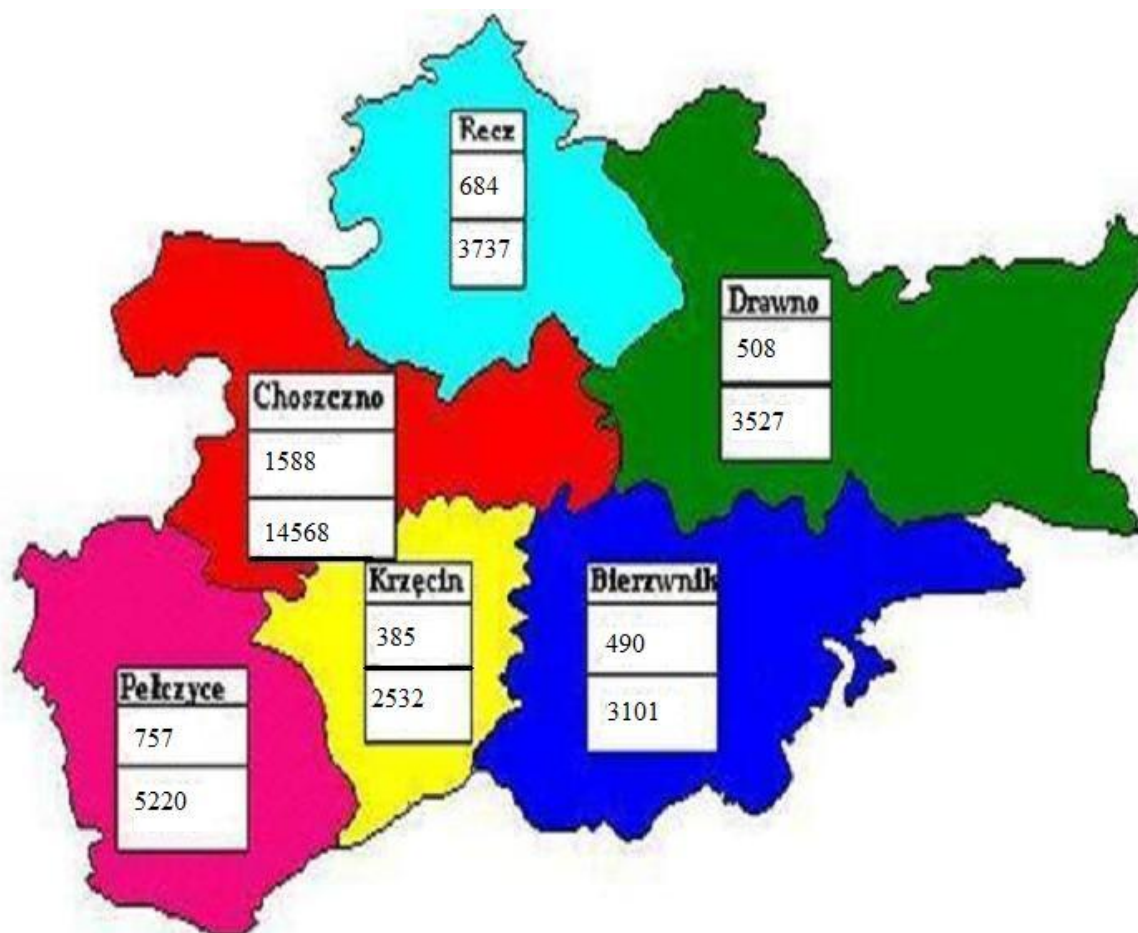 Recz
684
3737
Drawno
508
3527
Choszczno
1588
14568
Krzęcin
385
2532
Bierzwnik
490
3101
Pełczyce
757
5220